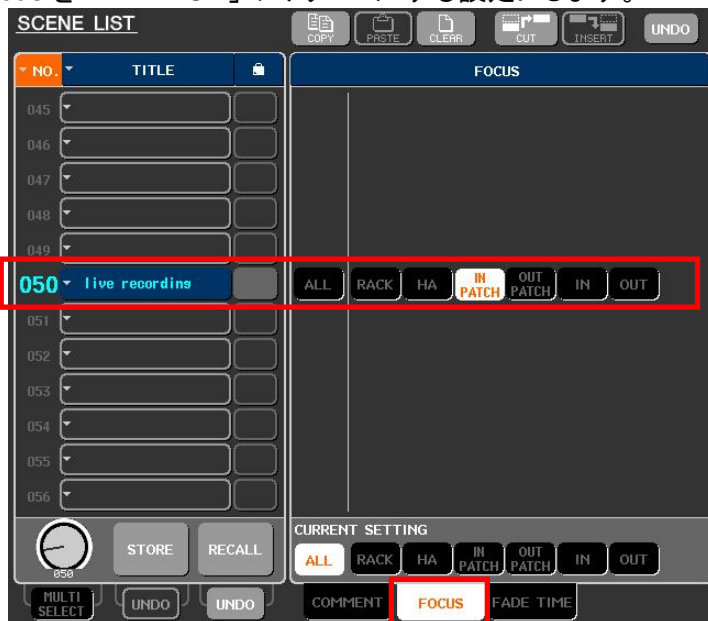 SCENE LIST
COPY
PASTE
CLEAR
CUT
INSERT
UNDO
NO.
TITLE
FOCUS
045
046
047
048
049
050 live recording
ALL RACK HA IN PATCH OUT PATCH IN OUT
051
052
053
054
055
056
050
STORE
RECALL
CURRENT SETTING
ALL RACK HA IN PATCH OUT PATCH IN OUT
MULTI SELECT
UNDO
UNDO
COMMENT
FOCUS
FADE TIME